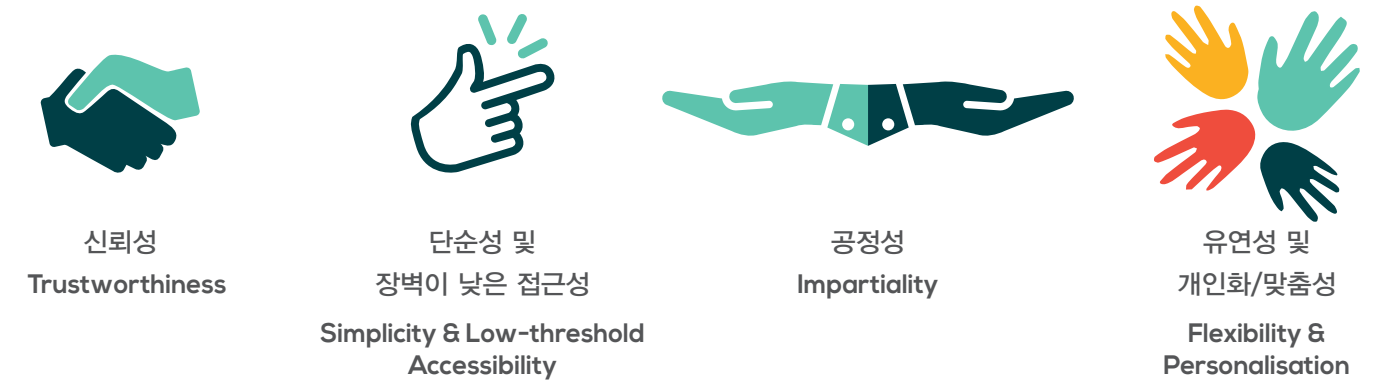 신뢰성
Trustworthiness
단순성 및
장벽이 낮은 접근성
Simplicity & Low-threshold
Accessibility
공정성
Impartiality
유연성 및
개인화/맞춤성
Flexibility &
Personalisation